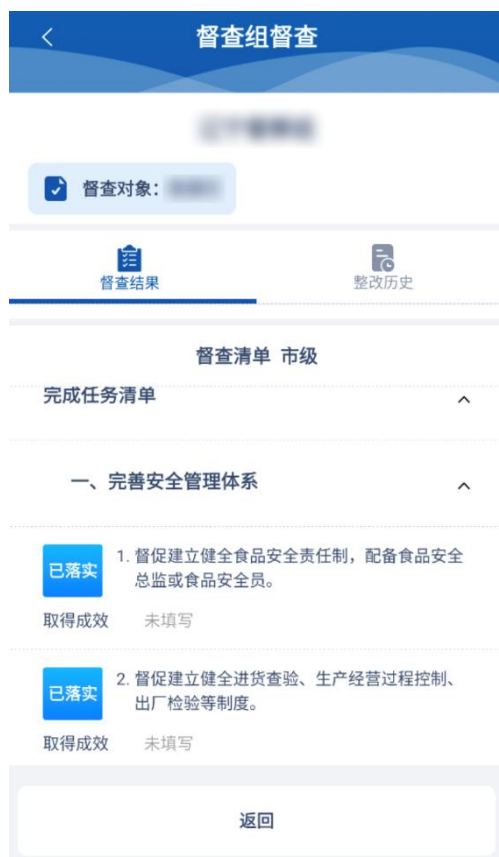 督查组督查
督查对象：
督查结果
整改历史
督查清单 市级
完成任务清单
一、完善安全管理体系
已落实
1. 督促建立健全食品安全责任制，配备食品安全
总监或食品安全员。
取得成效 未填写
已落实
2. 督促建立健全进货查验、生产经营过程控制、
出厂检验等制度。
取得成效 未填写
返回